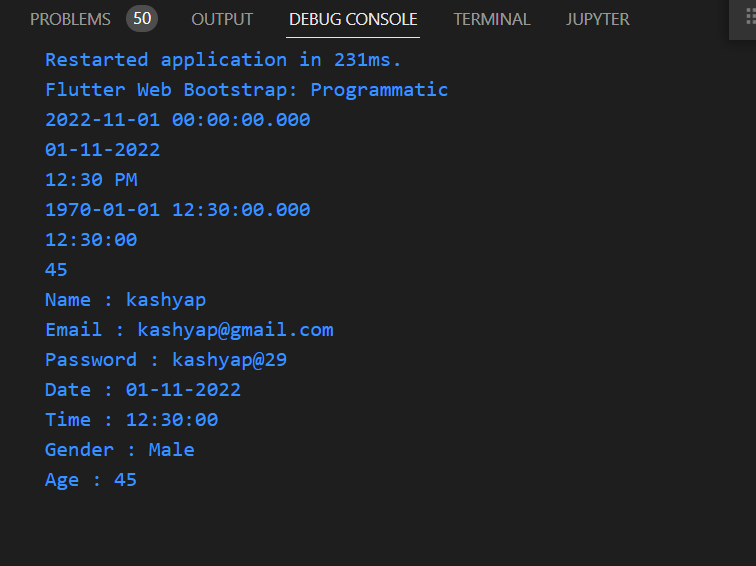 PROBLEMS 50 OUTPUT DEBUG CONSOLE TERMINAL JUPYTER
Restarted application in 231ms.
Flutter Web Bootstrap: Programmatic
2022-11-01 00:00:00.000
01-11-2022
12:30 PM
1970-01-01 12:30:00.000
12:30:00
45
Name : kashyap
Email : kashyap@gmail.com
Password : kashyap@29
Date : 01-11-2022
Time : 12:30:00
Gender : Male
Age : 45